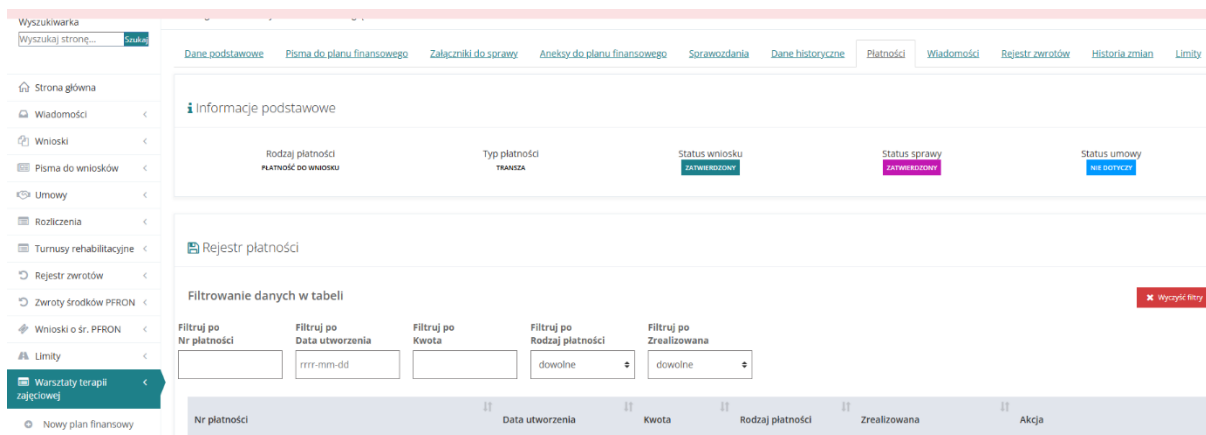 Wyszukiwarka
Wyszukaj stronę... Szukaj
Strona główna
Wiadomości
Wnioski
Pisma do wniosków
Umowy
Rozliczenia
Turnusy rehabilitacyjne
Rejestr zwrotów
Zwroty środków PFRON
Wnioski o śr. PFRON
Limity
Warsztaty terapii
zajęciowej
Nowy plan finansowy
Dane podstawowe Pisma do planu finansowego Załączniki do sprawy Aneksy do planu finansowego Sprawozdania Dane historyczne Płatności Wiadomości Rejestr zwrotów Historia zmian Limity
Informacje podstawowe
Rodzaj płatności Typ płatności Status wniosku Status sprawy Status umowy
PŁATNOŚĆ DO WNIOSKU TRANSZA ZATWIERDZONY ZATWIERDZONY NIE DOTYCZY
Rejestr płatności
Filtrowanie danych w tabeli
Wyczyść filtry
Filtruj po Filtruj po Filtruj po Filtruj po Filtruj po
Nr płatności Data utworzenia Kwota Rodzaj płatności Zrealizowana
rrrr-mm-dd dowolne dowolne
Nr płatności Data utworzenia Kwota Rodzaj płatności Zrealizowana Akcja